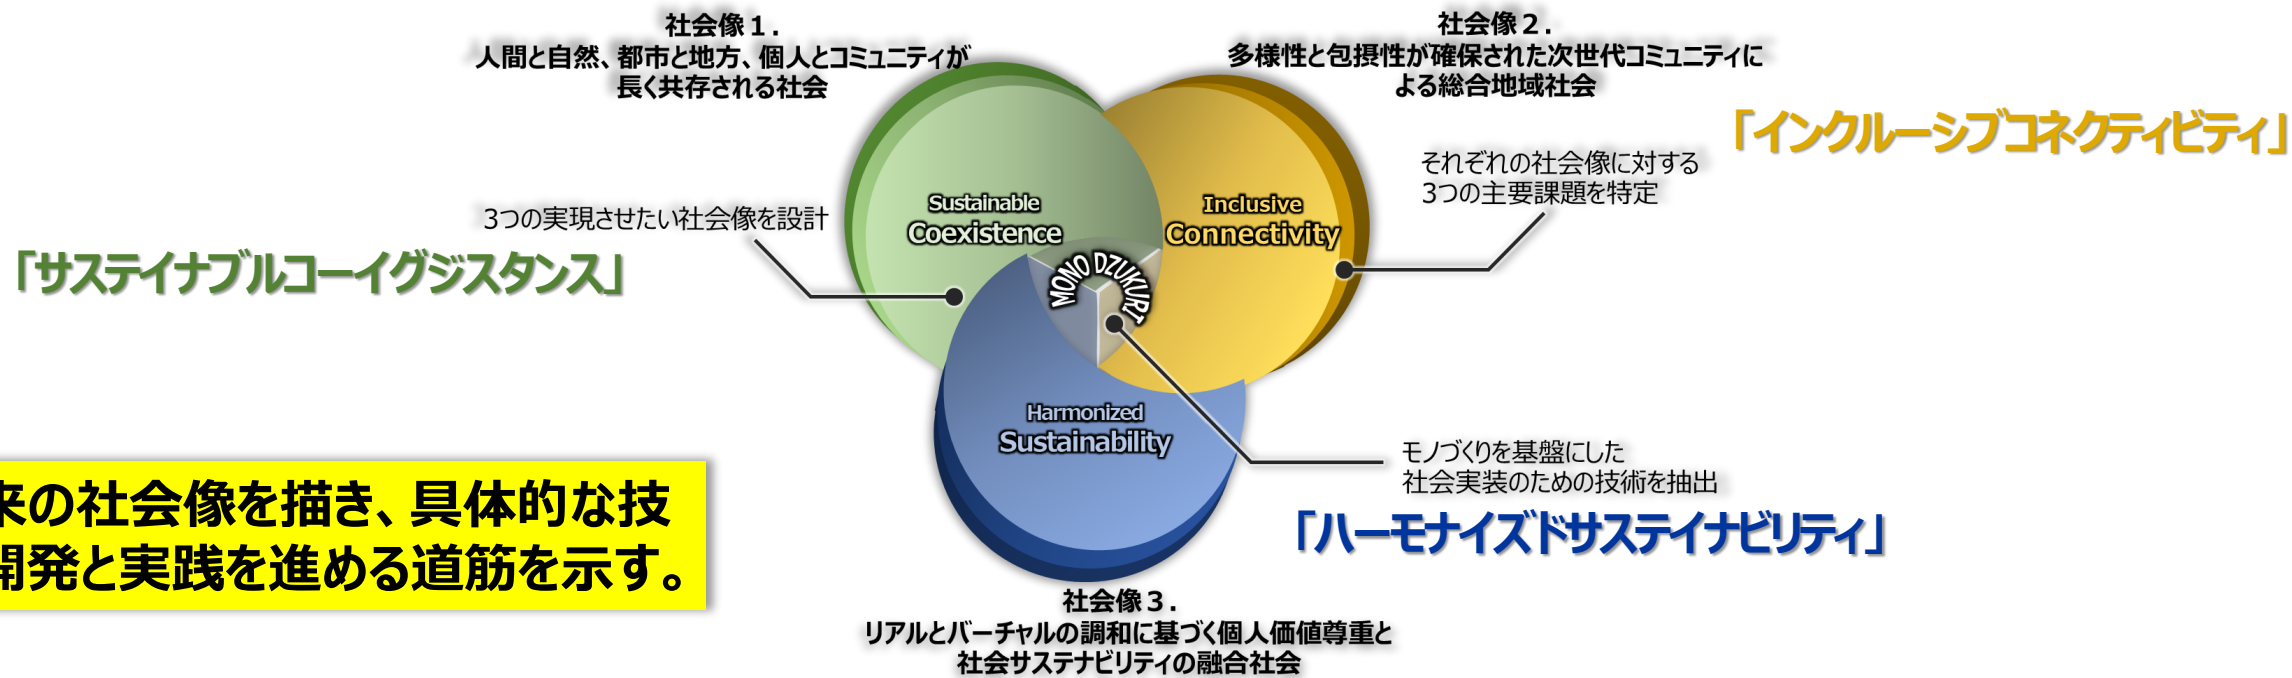 社会像１．
人間と自然、都市と地方、個人とコミュニティが
長く共存される社会
社会像２．
多様性と包摂性が確保された次世代コミュニティに
よる総合地域社会
「インクルーシブコネクティビティ」
それぞれの社会像に対する
3つの主要課題を特定
3つの実現させたい社会像を設計
「サステイナブルコーイグジスタンス」
Sustainable
Coexistence
Inclusive
Connectivity
MONODZUKURI
Harmonized
Sustainability
モノづくりを基盤にした
社会実装のための技術を抽出
「ハーモナイズドサステイナビリティ」
来の社会像を描き、具体的な技
開発と実践を進める道筋を示す。
社会像３．
リアルとバーチャルの調和に基づく個人価値尊重と
社会サステナビリティの融合社会